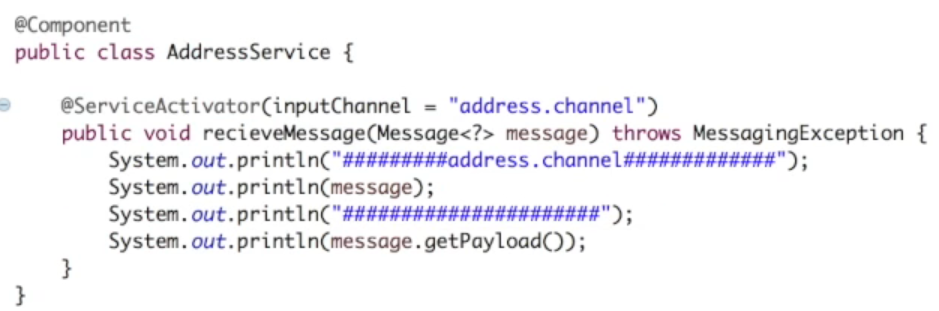 @Component
public class AddressService {
@ServiceActivator(inputChannel = "address.channel")
public void recieveMessage(Message<?> message) throws MessagingException {
System.out.println("#########address.channel#############");
System.out.println(message);
System.out.println("######################");
System.out.println(message.getPayload());
}
}